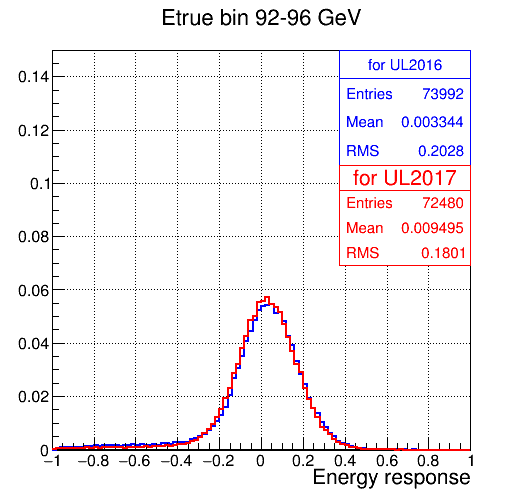 Etrue bin 92-96 GeV
for UL2016
Entries 73992
Mean 0.003344
RMS 0.2028
for UL2017
Entries 72480
Mean 0.009495
RMS 0.1801
0.14
0.12
0.1
0.08
0.06
0.04
0.02
0
−1 −0.8 −0.6 −0.4 −0.2 0 0.2 0.4 0.6 0.8 1
Energy response